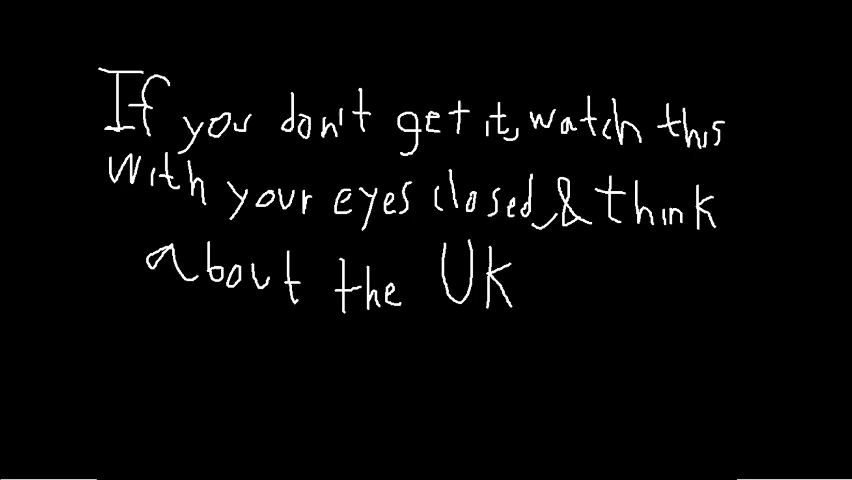 If you don't get it, watch this
with your eyes closed, & think
about the UK